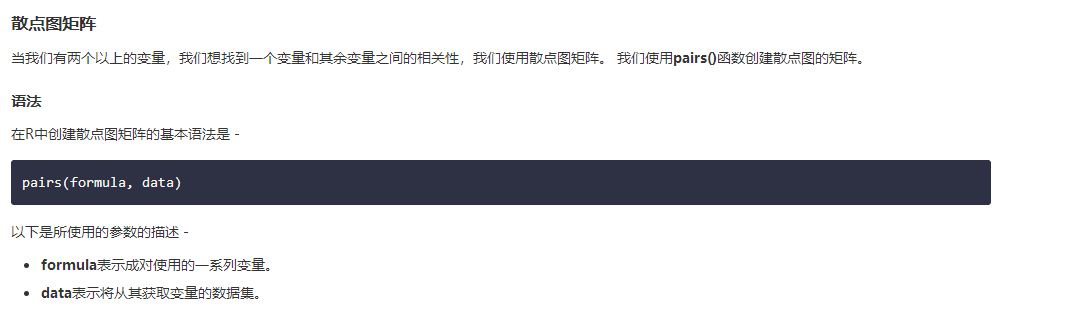 散点图矩阵
当我们有两个以上的变量，我们想找到一个变量和其余变量之间的相关性，我们使用散点图矩阵。 我们使用pairs()函数创建散点图的矩阵。
语法
在R中创建散点图矩阵的基本语法是 -
pairs(formula, data)
以下是所使用的参数的描述 -
• formula表示成对使用的一系列变量。
• data表示将从其获取变量的数据集。